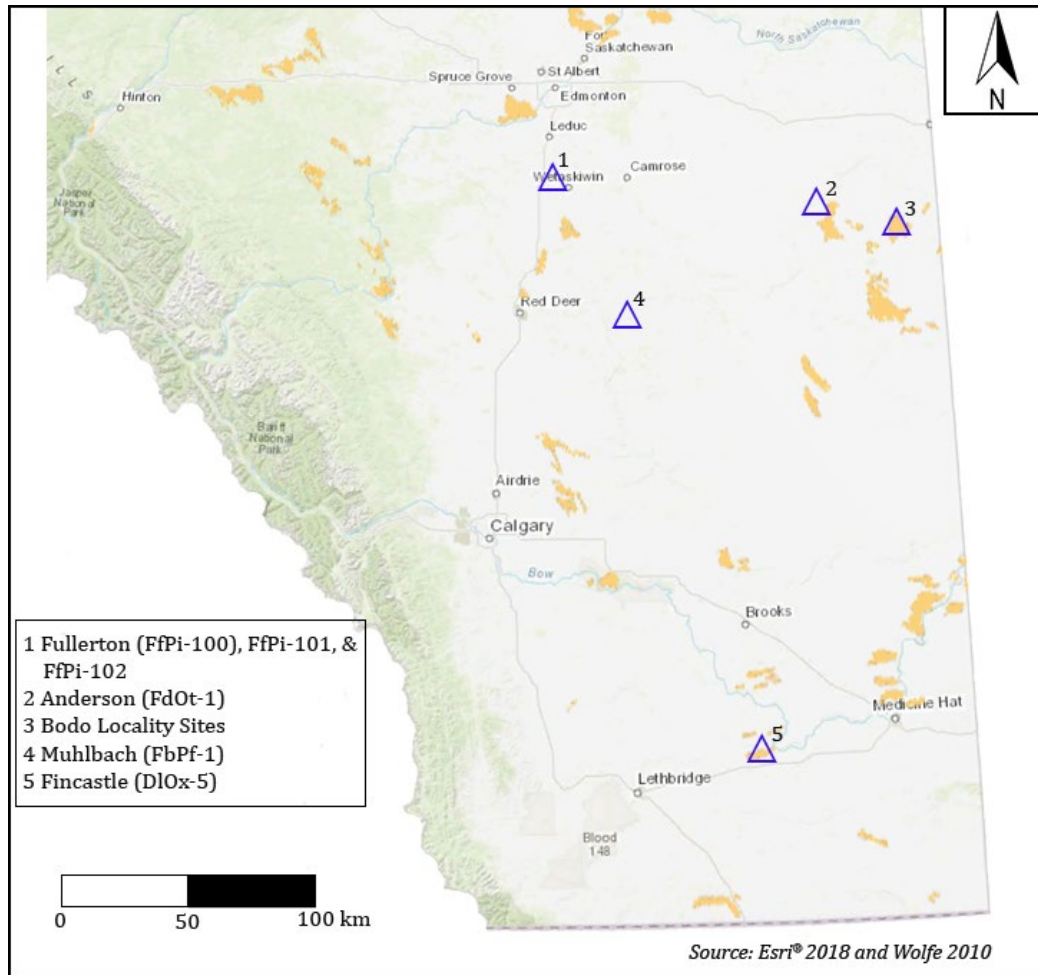 North Saskatchewan
Fort
Saskatchewan
St Albert
Spruce Grove
Edmonton
Hinton
Leduc
1
Wetaskiwin
Camrose
2
3
Jasper
National
Park
4
Red Deer
Banff
National
Park
Airdrie
Calgary
Bow
Brooks
Medicine Hat
5
Lethbridge
Blood
148
N
1 Fullerton (FfPi-100), FfPi-101, &
FfPi-102
2 Anderson (FdOt-1)
3 Bodo Locality Sites
4 Muhlbach (FbPf-1)
5 Fincastle (DlOx-5)
0 50 100 km
Source: Esri® 2018 and Wolfe 2010